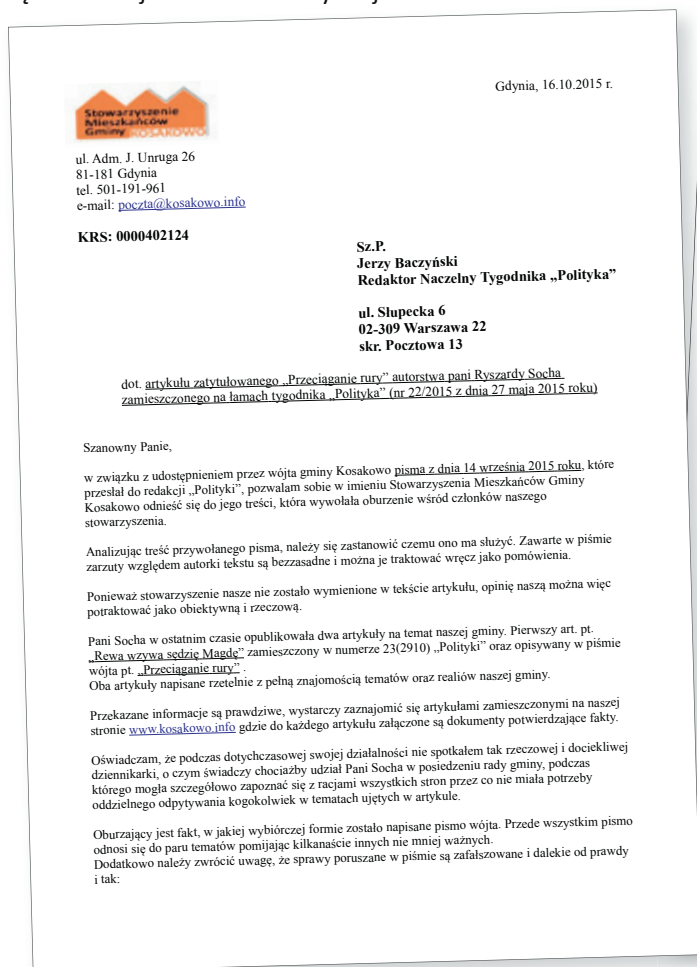 Gdynia, 16.10.2015 r.
Stowarzyszenie
Mieszkańców
Gminy KOSAKOWO
ul. Adm. J. Unruga 26
81-181 Gdynia
tel. 501-191-961
e-mail: poczta@kosakowo.info
KRS: 0000402124
Sz.P.
Jerzy Baczyński
Redaktor Naczelny Tygodnika „Polityka”
ul. Słupecka 6
02-309 Warszawa 22
skr. Pocztowa 13
dot. artykułu zatytułowanego „Przeciąganie rury” autorstwa pani Ryszardy Socha
zamieszczonego na łamach tygodnika „Polityka” (nr 22/2015 z dnia 27 maja 2015 roku)
Szanowny Panie,
w związku z udostępnieniem przez wójta gminy Kosakowo pisma z dnia 14 września 2015 roku, które
przesłał do redakcji „Polityki”, pozwalam sobie w imieniu Stowarzyszenia Mieszkańców Gminy
Kosakowo odnieść się do jego treści, która wywołała oburzenie wśród członków naszego
stowarzyszenia.
Analizując treść przywołanego pisma, należy się zastanowić czemu ono ma służyć. Zawarte w piśmie
zarzuty względem autorki tekstu są bezzasadne i można je traktować wręcz jako pomówienia.
Ponieważ stowarzyszenie nasze nie zostało wymienione w tekście artykułu, opinię naszą można więc
potraktować jako obiektywną i rzeczową.
Pani Socha w ostatnim czasie opublikowała dwa artykuły na temat naszej gminy. Pierwszy art. pt.
„Rewa wzywa sędzię Magdę” zamieszczony w numerze 23(2910) „Polityki” oraz opisywany w piśmie
wójta pt. „Przeciąganie rury” .
Oba artykuły napisane rzetelnie z pełną znajomością tematów oraz realiów naszej gminy.
Przekazane informacje są prawdziwe, wystarczy zaznajomić się artykułami zamieszczonymi na naszej
stronie www.kosakowo.info gdzie do każdego artykułu załączone są dokumenty potwierdzające fakty.
Oświadczam, że podczas dotychczasowej swojej działalności nie spotkałem tak rzeczowej i dociekliwej
dziennikarki, o czym świadczy chociażby udział Pani Socha w posiedzeniu rady gminy, podczas
którego mogła szczegółowo zapoznać się z racjami wszystkich stron przez co nie miała potrzeby
oddzielnego odpytywania kogokolwiek w tematach ujętych w artykule.
Oburzający jest fakt, w jakiej wybiórczej formie zostało napisane pismo wójta. Przede wszystkim pismo
odnosi się do paru tematów pomijając kilkanaście innych nie mniej ważnych.
Dodatkowo należy zwrócić uwagę, że sprawy poruszane w piśmie są zafałszowane i dalekie od prawdy
i tak: